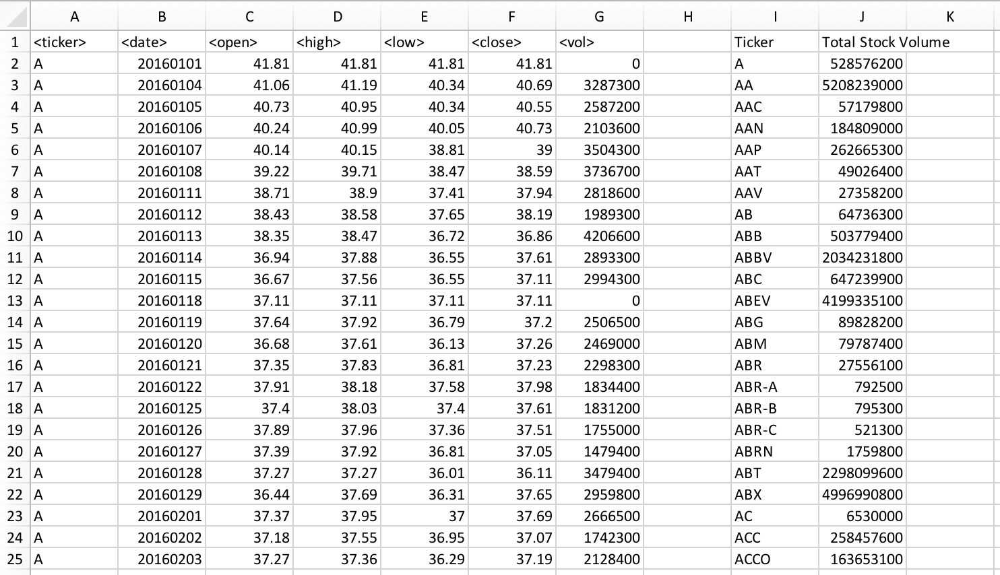 A B C D E F G H I J K
1 <ticker> <date> <open> <high> <low> <close> <vol> Ticker Total Stock Volume
2 A 20160101 41.81 41.81 41.81 41.81 0 A 528576200
3 A 20160104 41.06 41.19 40.34 40.69 3287300 AA 5208239000
4 A 20160105 40.73 40.95 40.34 40.55 2587200 AAC 57179800
5 A 20160106 40.24 40.99 40.05 40.73 2103600 AAN 184809000
6 A 20160107 40.14 40.15 38.81 39 3504300 AAP 262665300
7 A 20160108 39.22 39.71 38.47 38.59 3736700 AAT 49026400
8 A 20160111 38.71 38.9 37.41 37.94 2818600 AAV 27358200
9 A 20160112 38.43 38.58 37.65 38.19 1989300 AB 64736300
10 A 20160113 38.35 38.47 36.72 36.86 4206600 ABB 503779400
11 A 20160114 36.94 37.88 36.55 37.61 2893300 ABBV 2034231800
12 A 20160115 36.67 37.56 36.55 37.11 2994300 ABC 647239900
13 A 20160118 37.11 37.11 37.11 37.11 0 ABEV 4199335100
14 A 20160119 37.64 37.92 36.79 37.2 2506500 ABG 89828200
15 A 20160120 36.68 37.61 36.13 37.26 2469000 ABM 79787400
16 A 20160121 37.35 37.83 36.81 37.23 2298300 ABR 27556100
17 A 20160122 37.91 38.18 37.58 37.98 1834400 ABR-A 792500
18 A 20160125 37.4 38.03 37.4 37.61 1831200 ABR-B 795300
19 A 20160126 37.89 37.96 37.36 37.51 1755000 ABR-C 521300
20 A 20160127 37.39 37.92 36.81 37.05 1479400 ABRN 1759800
21 A 20160128 37.27 37.27 36.01 36.11 3479400 ABT 2298099600
22 A 20160129 36.44 37.69 36.31 37.65 2959800 ABX 4996990800
23 A 20160201 37.37 37.95 37 37.69 2666500 AC 6530000
24 A 20160202 37.18 37.55 36.95 37.07 1742300 ACC 258457600
25 A 20160203 37.27 37.36 36.29 37.19 2128400 ACCO 163653100